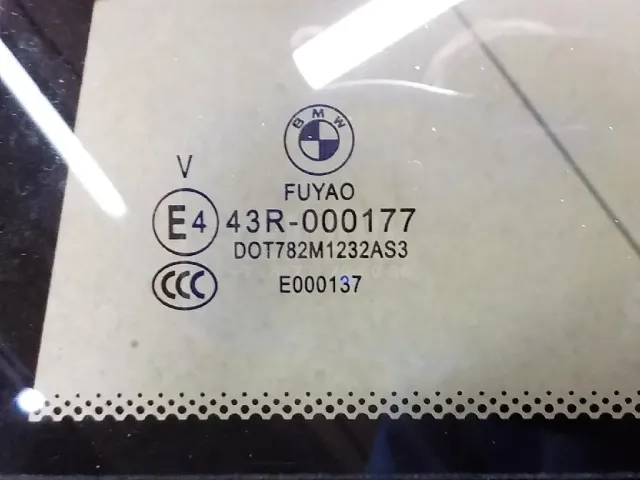 BMW
V
FUYAO
E4 43R-000177
DOT782M1232AS3
CCC E000137